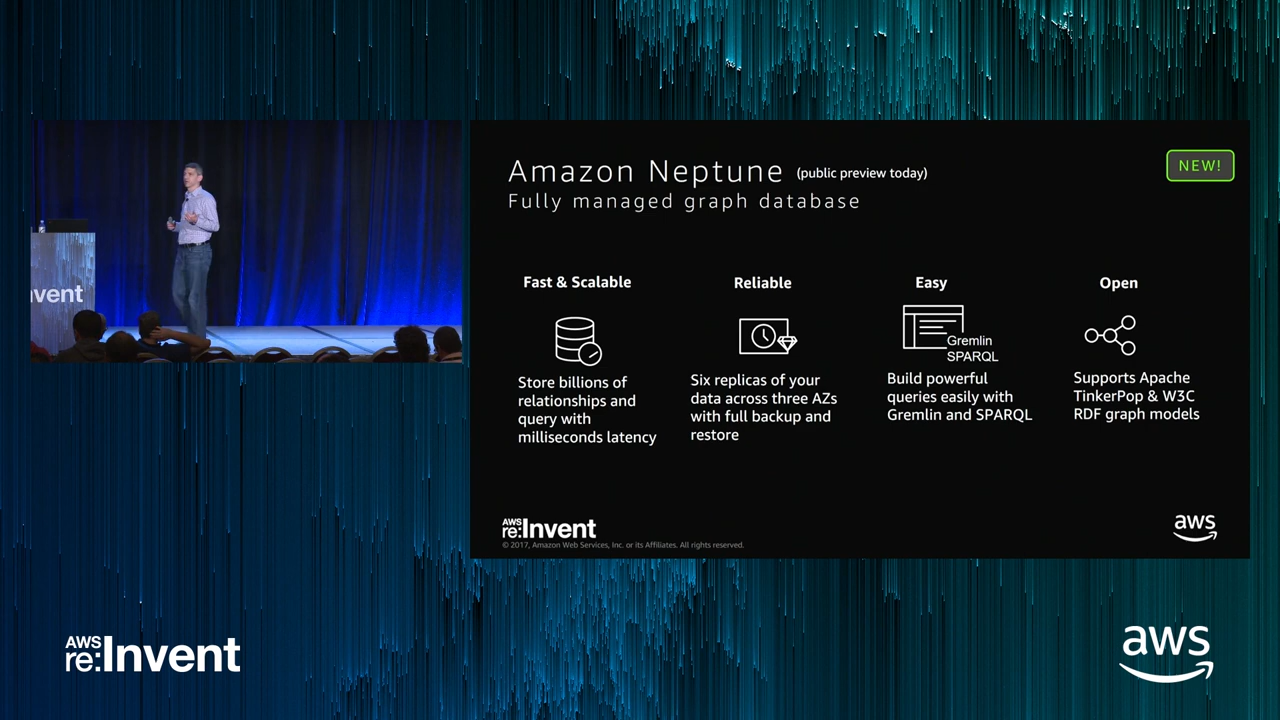 nvent
Amazon Neptune (public preview today)
NEW!
Fully managed graph database
Fast & Scalable
Store billions of
relationships and
query with
milliseconds latency
Reliable
Six replicas of your
data across three AZs
with full backup and
restore
Easy
Gremlin
SPARQL
Build powerful
queries easily with
Gremlin and SPARQL
Open
Supports Apache
TinkerPop & W3C
RDF graph models
AWS
re:Invent
© 2017, Amazon Web Services, Inc. or its Affiliates. All rights reserved.
aws
AWS
re:Invent
aws